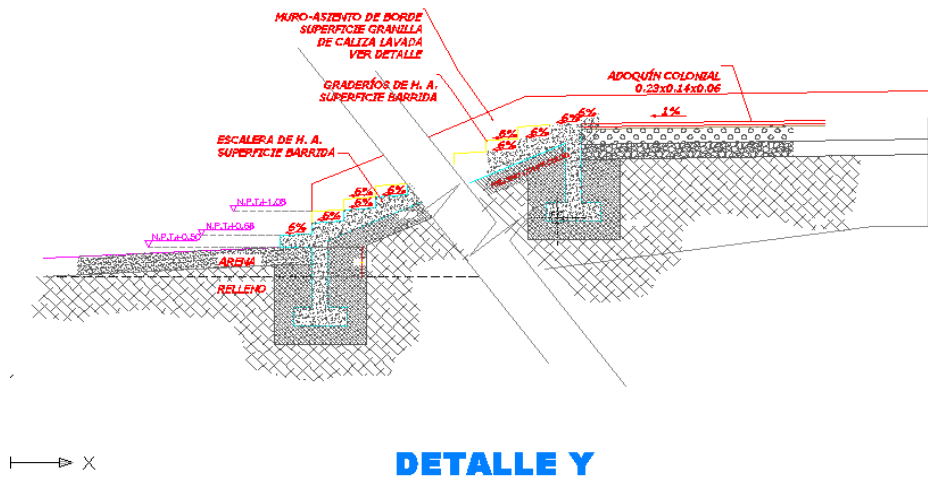 MURO-ASIENTO DE BORDE
SUPERFICIE GRANILLA
DE CALIZA LAVADA
VER DETALLE
GRADERÍOS DE H. A.
SUPERFICIE BARRIDA
ADOQUÍN COLONIAL
0.23x0.14x0.06
1%
6%
6%
6%
6%
6%
ESCALERA DE H. A.
SUPERFICIE BARRIDA
6%
6%
6%
6%
6%
N.P.T.+1.08
N.P.T.+0.68
N.P.T.+0.50
ARENA
RELLENO
X
DETALLE Y